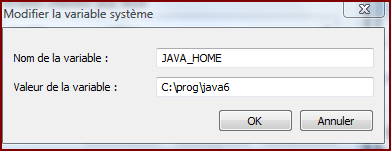 Modifier la variable système
Nom de la variable : JAVA_HOME
Valeur de la variable : C:\prog\java6
OK Annuler